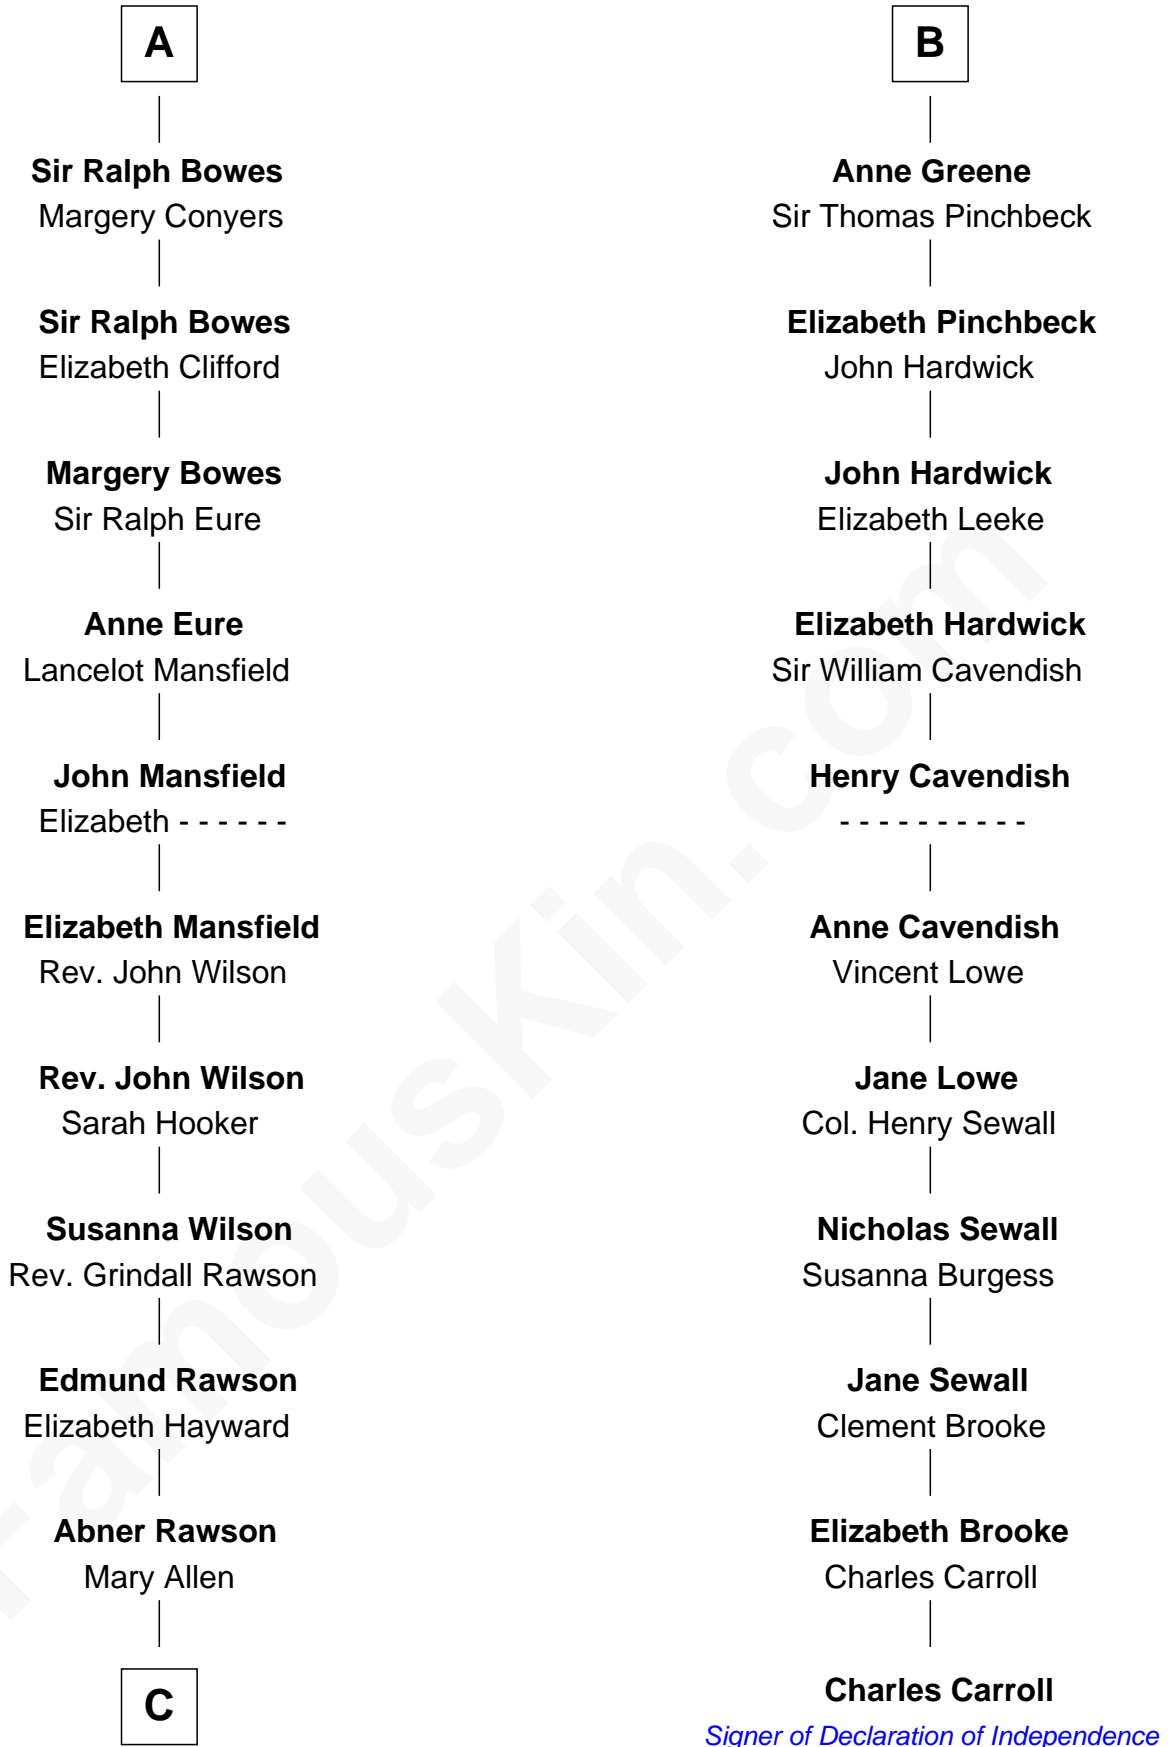 A
Sir Ralph Bowes
Margery Conyers
Sir Ralph Bowes
Elizabeth Clifford
Margery Bowes
Sir Ralph Eure
Anne Eure
Lancelot Mansfield
John Mansfield
Elizabeth - - - - - -
Elizabeth Mansfield
Rev. John Wilson
Rev. John Wilson
Sarah Hooker
Susanna Wilson
Rev. Grindall Rawson
Edmund Rawson
Elizabeth Hayward
Abner Rawson
Mary Allen
C
B
Anne Greene
Sir Thomas Pinchbeck
Elizabeth Pinchbeck
John Hardwick
John Hardwick
Elizabeth Leeke
Elizabeth Hardwick
Sir William Cavendish
Henry Cavendish
- - - - - - - - - -
Anne Cavendish
Vincent Lowe
Jane Lowe
Col. Henry Sewall
Nicholas Sewall
Susanna Burgess
Jane Sewall
Clement Brooke
Elizabeth Brooke
Charles Carroll
Charles Carroll
Signer of Declaration of Independence
FamousKin.com